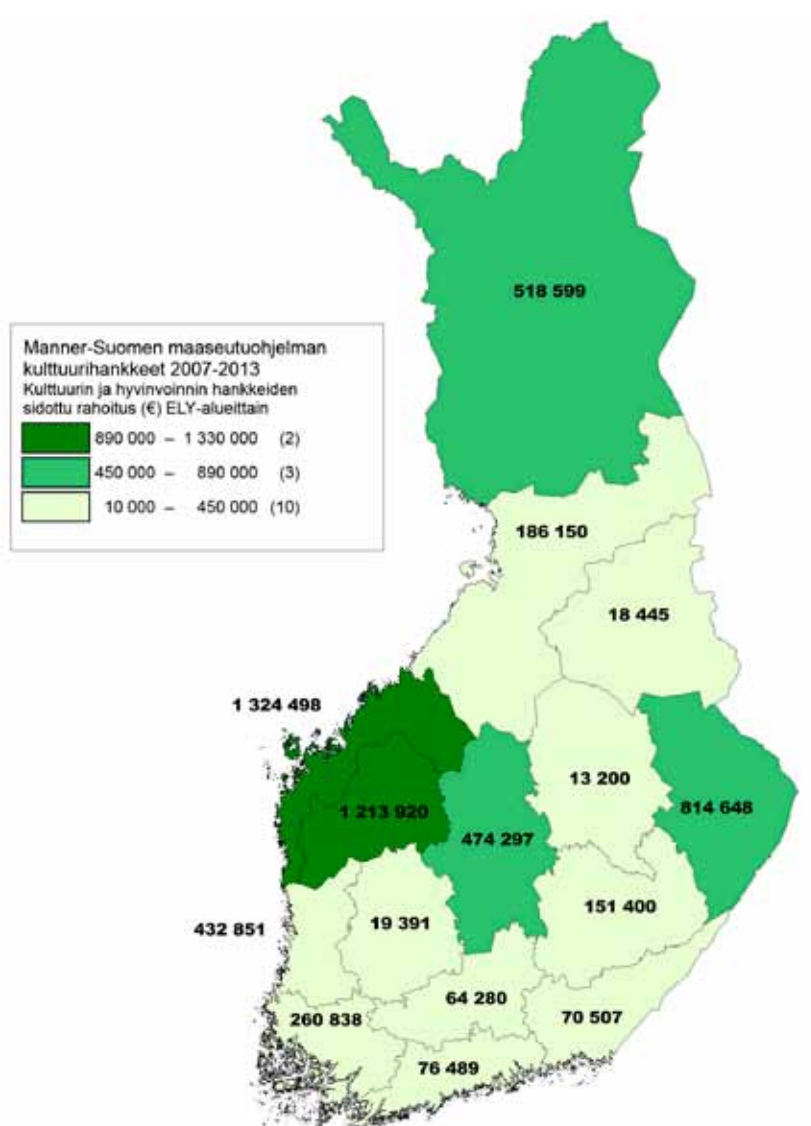 518 599
Manner-Suomen maaseutuohjelman
kulttuurihankkeet 2007-2013
Kulttuurin ja hyvinvoinnin hankkeiden
sidottu rahoitus (€) ELY-alueittain
890 000 – 1 330 000 (2)
450 000 – 890 000 (3)
10 000 – 450 000 (10)
186 150
18 445
1 324 498
13 200
814 648
1 213 920
474 297
151 400
432 851
19 391
64 280
70 507
260 838
76 489